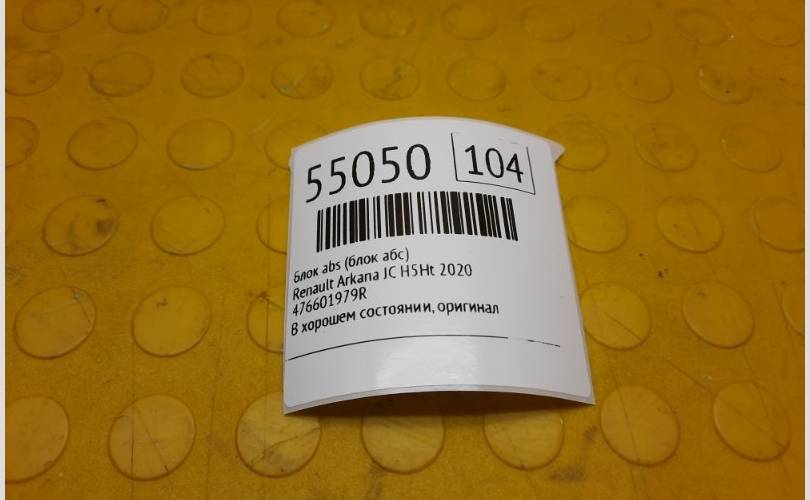 55050 104
Блок abs (блок абс)
Renault Arkana JC H5Ht 2020
476601979R
В хорошем состоянии, оригинал